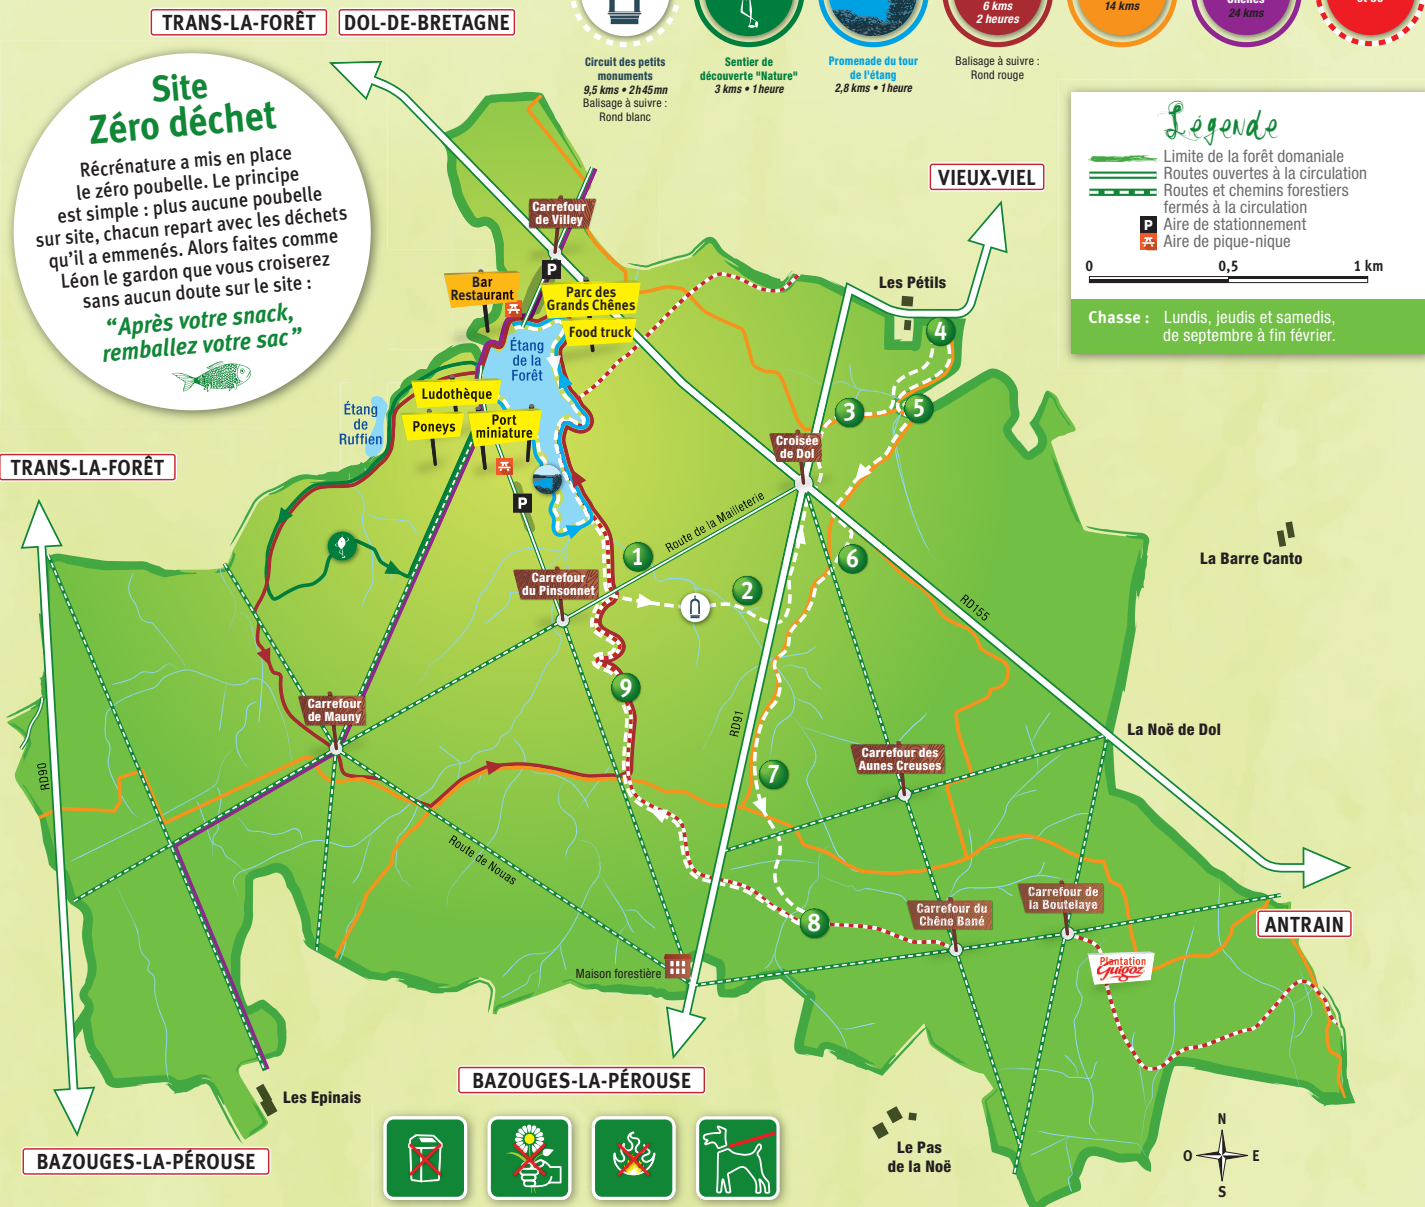 TRANS-LA-FORÊT
DOL-DE-BRETAGNE
6 kms
2 heures
14 kms
24 kms
Circuit des petits
monuments
9,5 kms • 2h45mn
Balisage à suivre :
Rond blanc
Sentier de
découverte "Nature"
3 kms • 1heure
Promenade du tour
de l'étang
2,8 kms • 1heure
Balisage à suivre :
Rond rouge
Site
Zéro déchet
Récrénature a mis en place
le zéro poubelle. Le principe
est simple : plus aucune poubelle
sur site, chacun repart avec les déchets
qu'il a emmenés. Alors faites comme
Léon le gardon que vous croiserez
sans aucun doute sur le site :
“Après votre snack,
remballez votre sac”
Légende
Limite de la forêt domaniale
Routes ouvertes à la circulation
Routes et chemins forestiers
fermés à la circulation
P Aire de stationnement
Aire de pique-nique
0 0,5 1 km
Chasse : Lundis, jeudis et samedis,
de septembre à fin février.
VIEUX-VIEL
Carrefour
de Villey
P
Bar
Restaurant
Parc des
Grands Chênes
Food truck
Les Pétils
4
Étang
de la
Forêt
Ludothèque
Étang
de
Ruffien
Poneys
Port
miniature
3
5
Croisée
de Dol
TRANS-LA-FORÊT
P
Route de la Mailleterie
1
2
6
La Barre Canto
Carrefour
du Pinsonnet
RD155
9
Carrefour
de Mauny
RD91
La Noë de Dol
Carrefour des
Aunes Creuses
RD90
7
Route de Nouas
Carrefour de
la Boutelaye
Carrefour du
Chêne Bané
8
ANTRAIN
Plantation
Guigoz
Maison forestière
BAZOUGES-LA-PÉROUSE
Les Epinais
BAZOUGES-LA-PÉROUSE
Le Pas
de la Noë
N
O E
S